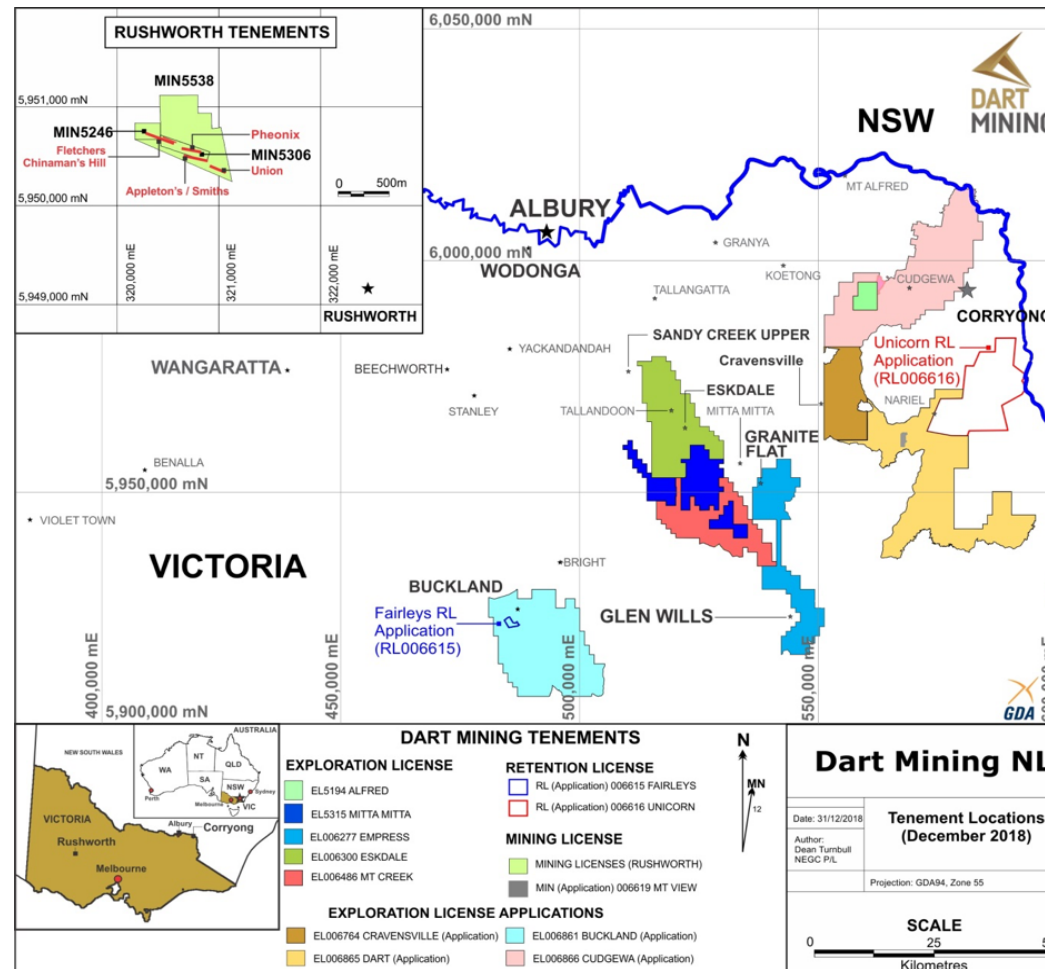 RUSHWORTH TENEMENTS
MIN5538
5,951,000 mN
MIN5246
Pheonix
Fletchers
MIN5306
Chinaman's Hill
Union
Appleton's / Smiths
0 500m
5,950,000 mN
320,000 mE
321,000 mE
322,000 mE
5,949,000 mN
RUSHWORTH
6,050,000 mN
DART
MINING
NSW
MT ALFRED
ALBURY
GRANYA
6,000,000 mN
WODONGA
KOETONG
CUDGEWA
TALLANGATTA
CORRYONG
SANDY CREEK UPPER
Unicorn RL
Application
(RL006616)
YACKANDANDAH
Cravensville
WANGARATTA
BEECHWORTH
ESKDALE
STANLEY
TALLANDOON
MITTA MITTA
NARIEL
GRANITE
FLAT
BENALLA
5,950,000 mN
VIOLET TOWN
VICTORIA
BRIGHT
BUCKLAND
Fairleys RL
Application
(RL006615)
GLEN WILLS
400,000 mE
450,000 mE
500,000 mE
550,000 mE
5,900,000 mN
GDA
NEW SOUTH WALES
AUSTRALIA
NT
QLD
WA
SA
NSW
Perth
Sydney
Melbourne
VIC
VICTORIA
Albury
Corryong
Rushworth
Melbourne
DART MINING TENEMENTS
EXPLORATION LICENSE
EL5194 ALFRED
EL5315 MITTA MITTA
EL006277 EMPRESS
EL006300 ESKDALE
EL006486 MT CREEK
RETENTION LICENSE
RL (Application) 006615 FAIRLEYS
RL (Application) 006616 UNICORN
MINING LICENSE
MINING LICENSES (RUSHWORTH)
MIN (Application) 006619 MT VIEW
EXPLORATION LICENSE APPLICATIONS
EL006764 CRAVENSVILLE (Application)
EL006861 BUCKLAND (Application)
EL006865 DART (Application)
EL006866 CUDGEWA (Application)
N
MN
12
Dart Mining NL
Date: 31/12/2018
Author:
Dean Turnbull
NEGC P/L
Tenement Locations
(December 2018)
Projection: GDA94, Zone 55
SCALE
0 25
Kilometres